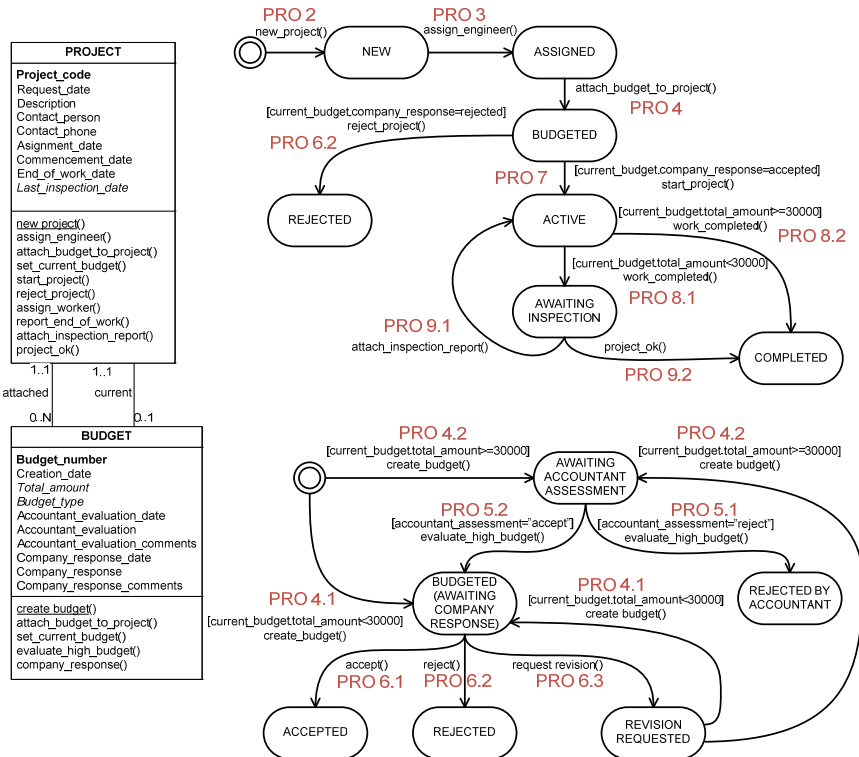 PROJECT
Project_code
Request_date
Description
Contact_person
Contact_phone
Asignment_date
Commencement_date
End_of_work_date
Last_inspection_date
new project()
assign_engineer()
attach_budget_to_project()
set_current_budget()
start_project()
reject_project()
assign_worker()
report_end_of_work()
attach_inspection_report()
project_ok()
1..1
1..1
attached
current
0..N
0..1
BUDGET
Budget_number
Creation_date
Total_amount
Budget_type
Accountant_evaluation_date
Accountant_evaluation
Accountant_evaluation_comments
Company_response_date
Company_response
Company_response_comments
create budget()
attach_budget_to_project()
set_current_budget()
evaluate_high_budget()
company_response()
PRO 2
new_project()
NEW
PRO 3
assign_engineer()
ASSIGNED
attach_budget_to_project()
PRO 4
[current_budget.company_response=rejected]
reject_project()
PRO 6.2
BUDGETED
REJECTED
PRO 7
[current_budget.company_response=accepted]
start_project()
ACTIVE
[current_budget.total_amount>=30000]
work_completed()
PRO 8.2
[current_budget.total_amount<30000]
work_completed()
PRO 8.1
AWAITING
INSPECTION
PRO 9.1
attach_inspection_report()
project_ok()
PRO 9.2
COMPLETED
PRO 4.2
[current_budget.total_amount>=30000]
create_budget()
AWAITING
ACCOUNTANT
ASSESSMENT
PRO 4.2
[current_budget.total_amount>=30000]
create budget()
PRO 5.2
[accountant_assessment="accept"]
evaluate_high_budget()
PRO 5.1
[accountant_assessment="reject"]
evaluate_high_budget()
REJECTED BY
ACCOUNTANT
PRO 4.1
[current_budget.total_amount<30000]
create_budget()
BUDGETED
(AWAITING
COMPANY
RESPONSE)
PRO 4.1
[current_budget.total_amount<30000]
create budget()
accept()
PRO 6.1
reject()
PRO 6.2
request revision()
PRO 6.3
ACCEPTED
REJECTED
REVISION
REQUESTED